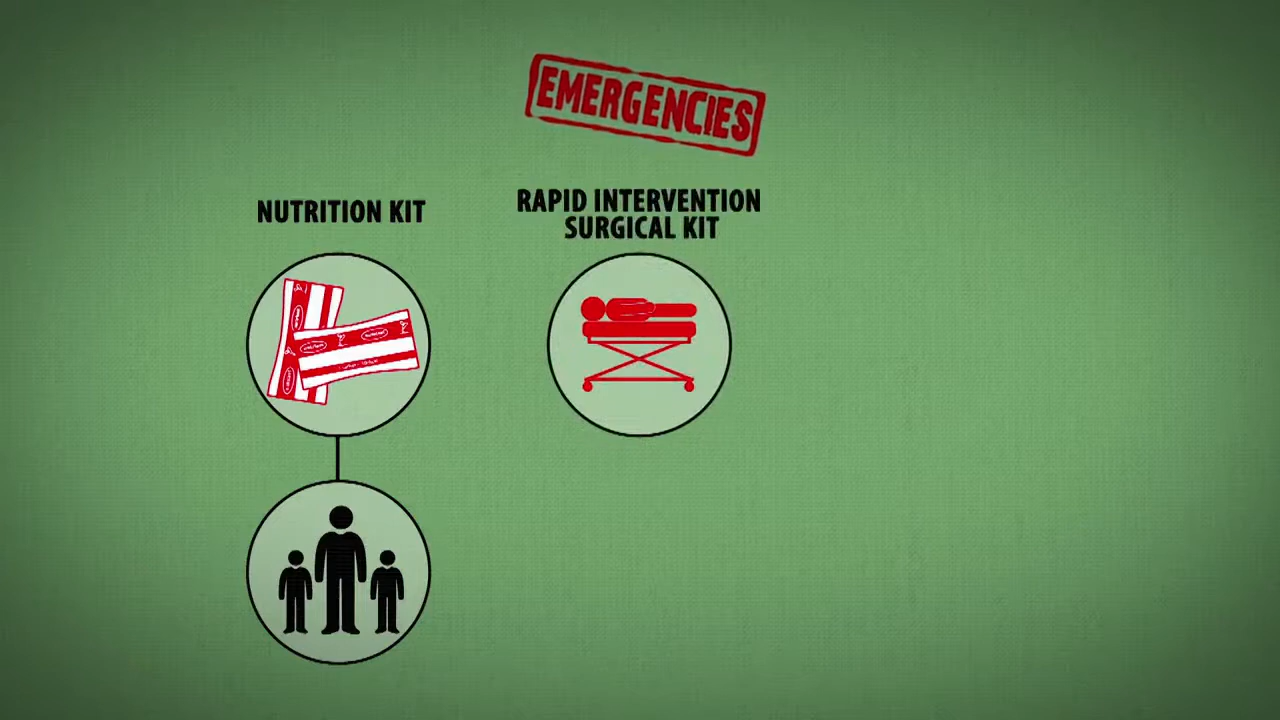 EMERGENCIES
NUTRITION KIT
RAPID INTERVENTION
SURGICAL KIT